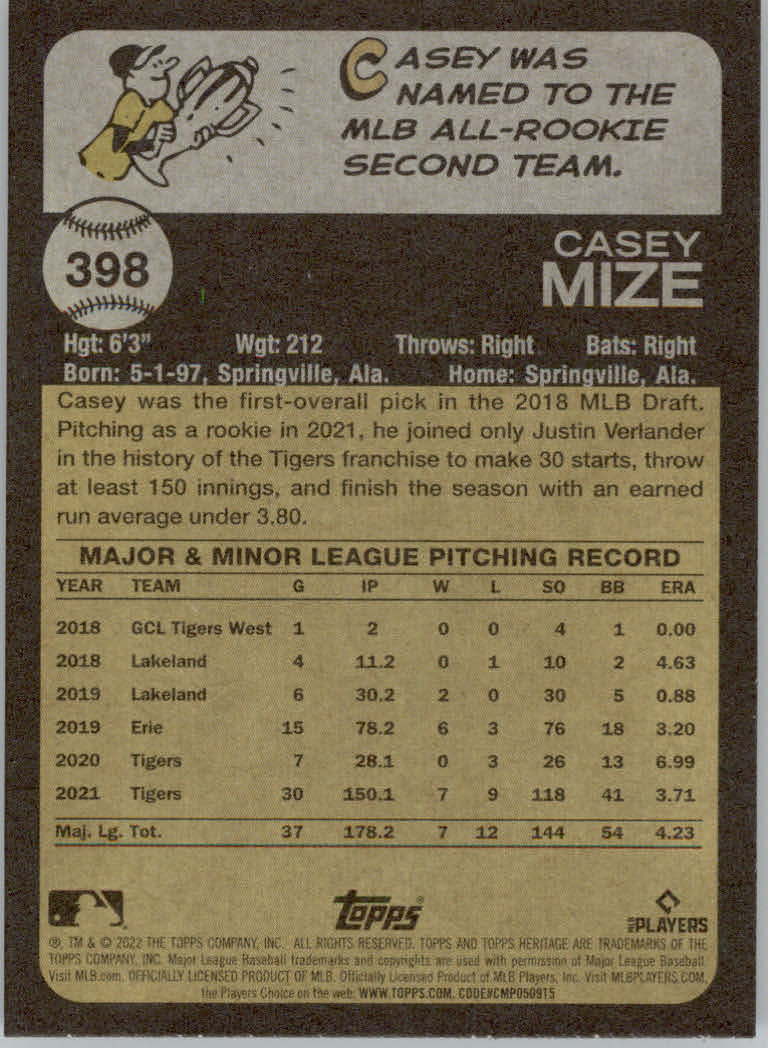 CASEY WAS
NAMED TO THE
MLB ALL-ROOKIE
SECOND TEAM.
398
CASEY
MIZE
Hgt: 6'3" Wgt: 212 Throws: Right Bats: Right
Born: 5-1-97, Springville, Ala. Home: Springville, Ala.
Casey was the first-overall pick in the 2018 MLB Draft.
Pitching as a rookie in 2021, he joined only Justin Verlander
in the history of the Tigers franchise to make 30 starts, throw
at least 150 innings, and finish the season with an earned
run average under 3.80.
MAJOR & MINOR LEAGUE PITCHING RECORD
YEAR TEAM G IP W L SO BB ERA
2018 GCL Tigers West 1 2 0 0 4 1 0.00
2018 Lakeland 4 11.2 0 1 10 2 4.63
2019 Lakeland 6 30.2 2 0 30 5 0.88
2019 Erie 15 78.2 6 3 76 18 3.20
2020 Tigers 7 28.1 0 3 26 13 6.99
2021 Tigers 30 150.1 7 9 118 41 3.71
Maj. Lg. Tot. 37 178.2 7 12 144 54 4.23
Topps
MLB PLAYERS
®, TM & © 2022 THE TOPPS COMPANY, INC. ALL RIGHTS RESERVED. TOPPS AND TOPPS HERITAGE ARE TRADEMARKS OF THE
TOPPS COMPANY, INC. Major League Baseball trademarks and copyrights are used with permission of Major League Baseball.
Visit MLB.com. OFFICIALLY LICENSED PRODUCT OF MLB. Officially Licensed Product of MLB Players, Inc. Visit MLBPLAYERS.COM,
the Players Choice on the web: WWW.TOPPS.COM. CODE#CMP050915